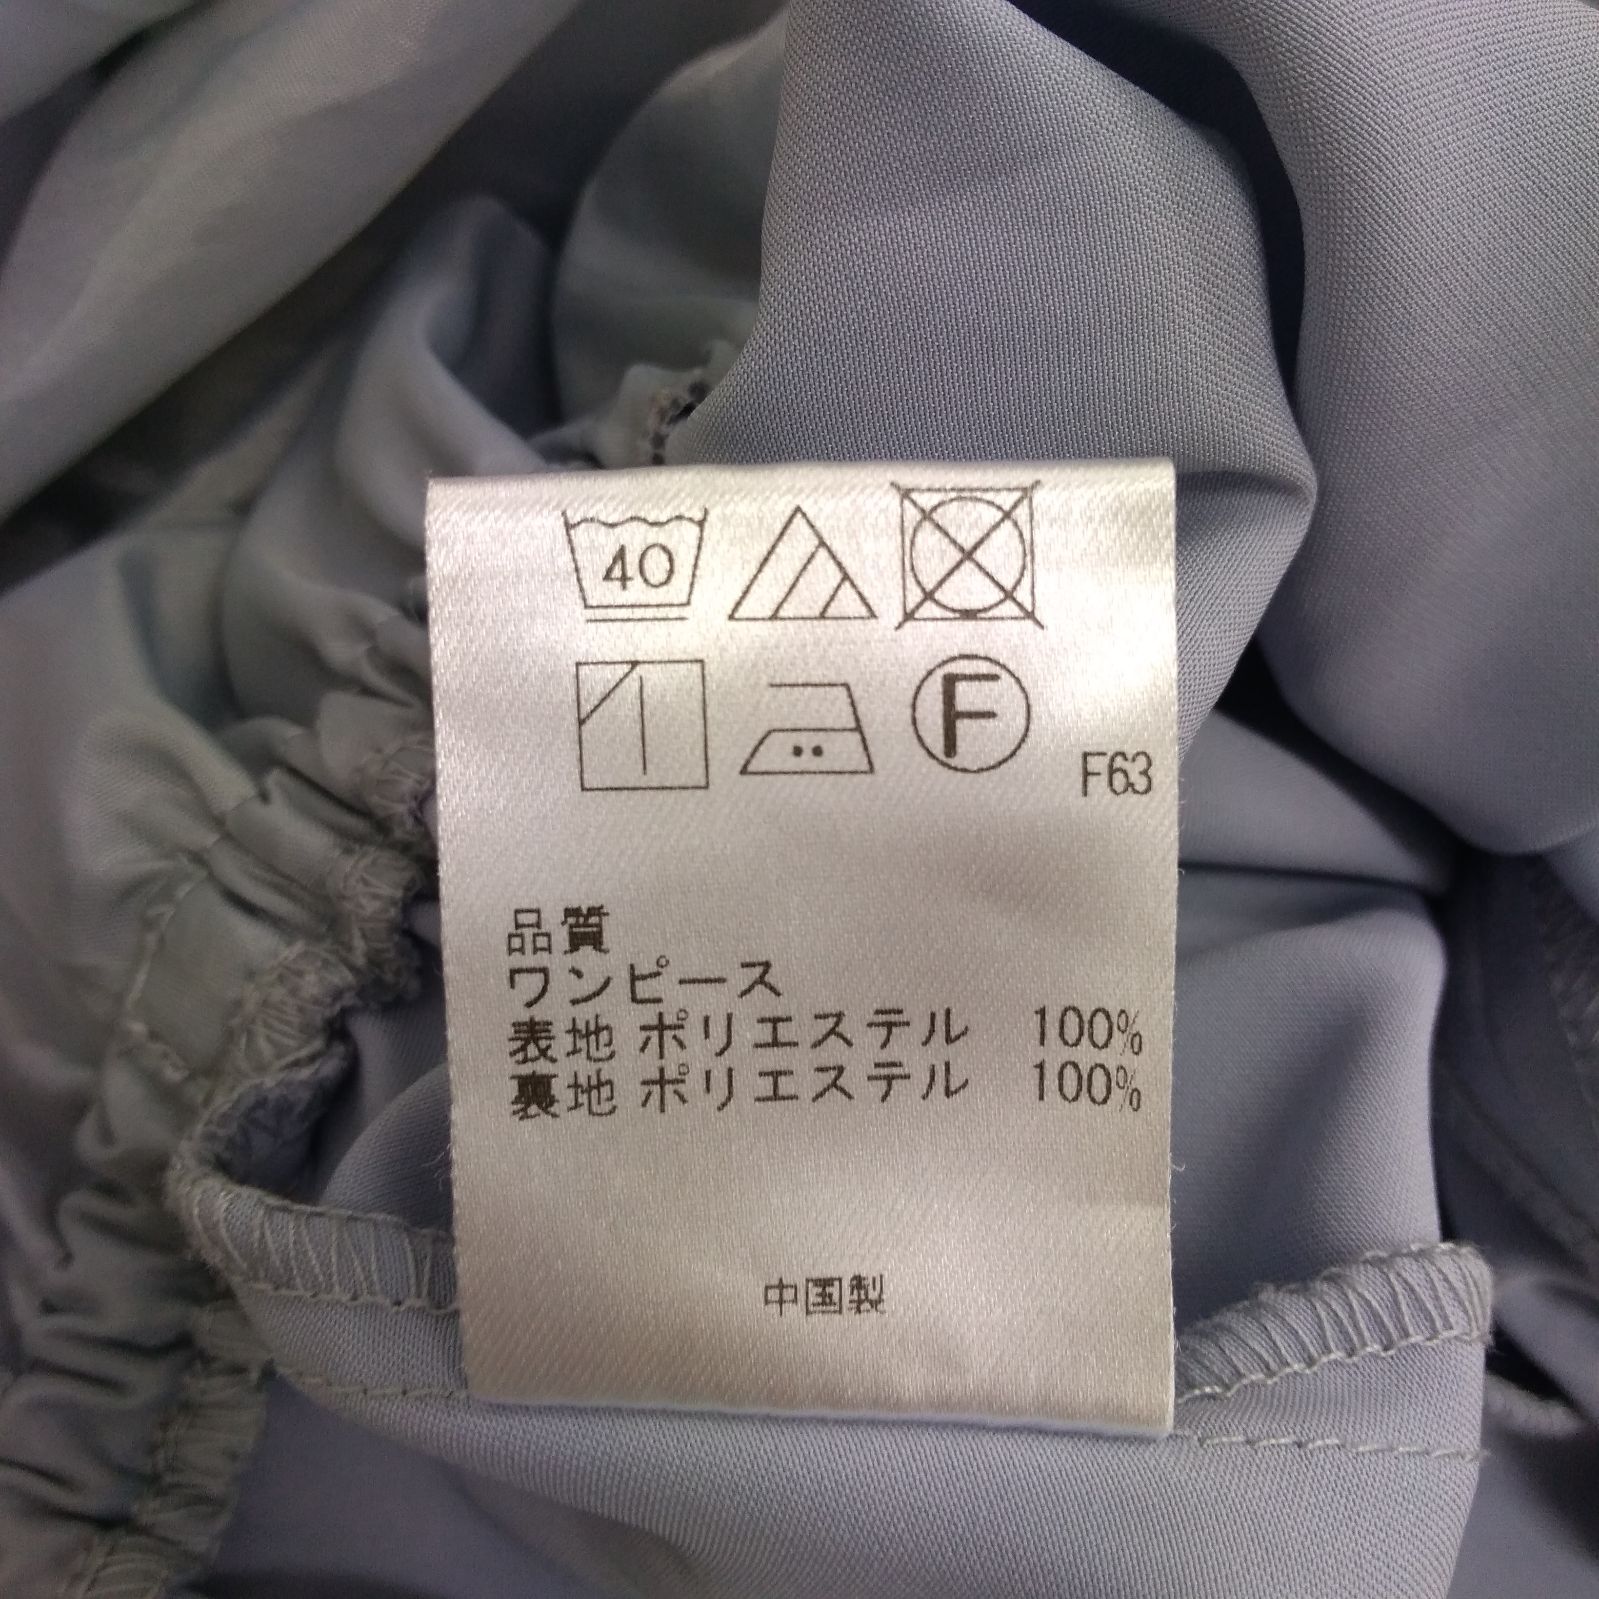 40
F
F63
品質
ワンピース
表地 ポリエステル 100%
裏地 ポリエステル 100%
中国製